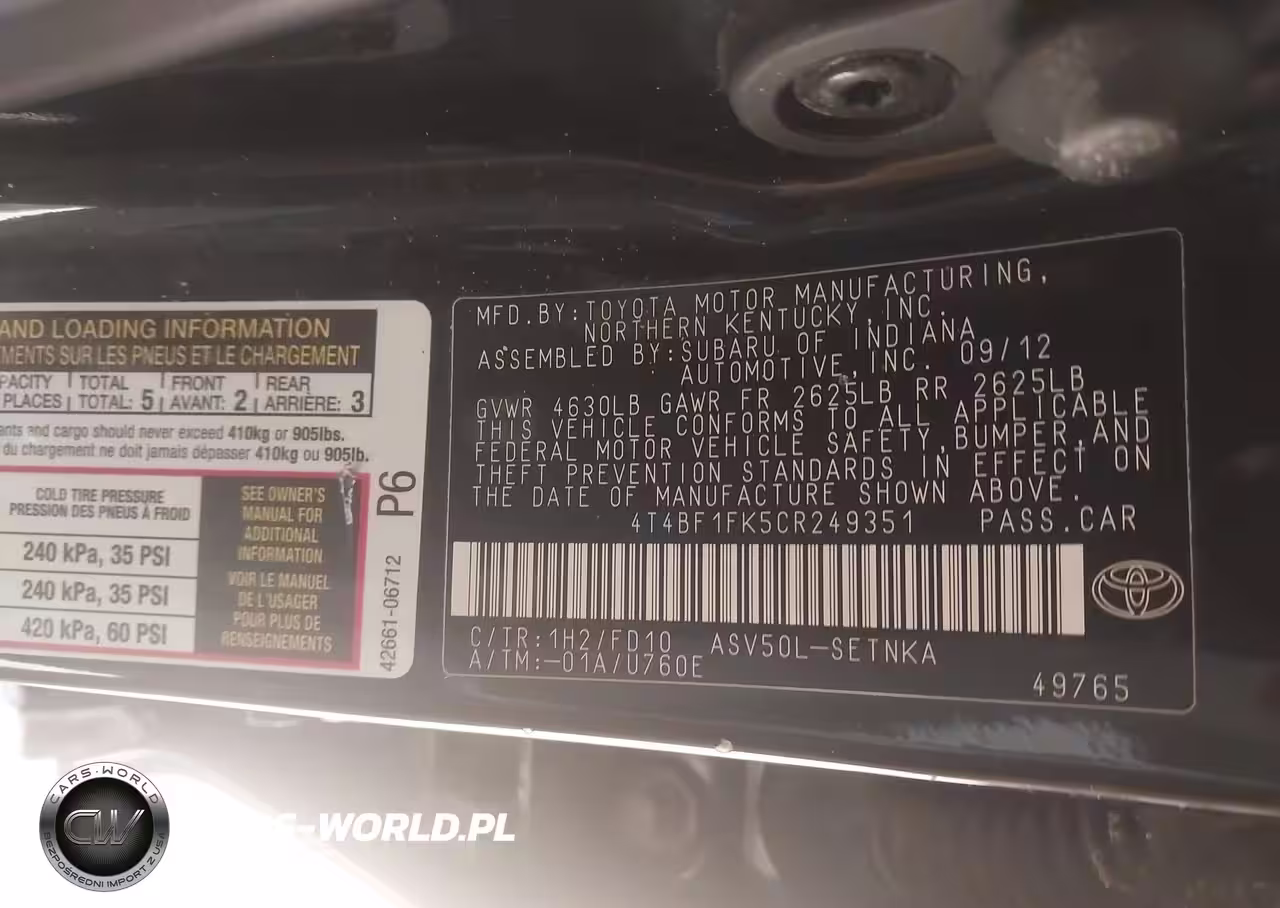 AND LOADING INFORMATION
MENTS SUR LES PNEUS ET LE CHARGEMENT
PACITY TOTAL FRONT REAR
PLACES TOTAL: 5 AVANT: 2 ARRIÈRE: 3
ants and cargo should never exceed 410kg or 905lbs.
du chargement ne doit jamais dépasser 410kg ou 905lb.
COLD TIRE PRESSURE
PRESSION DES PNEUS À FROID
240 kPa, 35 PSI
240 kPa, 35 PSI
420 kPa, 60 PSI
SEE OWNER'S
MANUAL FOR
ADDITIONAL
INFORMATION
VOIR LE MANUEL
DE L'USAGER
POUR PLUS DE
RENSEIGNEMENTS
P6
42661-06712
MFD.BY:TOYOTA MOTOR MANUFACTURING,
NORTHERN KENTUCKY,INC.
ASSEMBLED BY:SUBARU OF INDIANA
AUTOMOTIVE,INC. 09/12
GVWR 4630LB GAWR FR 2625LB RR 2625LB
THIS VEHICLE CONFORMS TO ALL APPLICABLE
FEDERAL MOTOR VEHICLE SAFETY,BUMPER,AND
THEFT PREVENTION STANDARDS IN EFFECT ON
THE DATE OF MANUFACTURE SHOWN ABOVE.
4T4BF1FK5CR249351 PASS.CAR
C/TR:1H2/FD10 ASV50L-SETNKA
A/TM:-01A/U760E
49765
CARS-WORLD
CW
BEZPOŚREDNI IMPORT Z USA
S-WORLD.PL